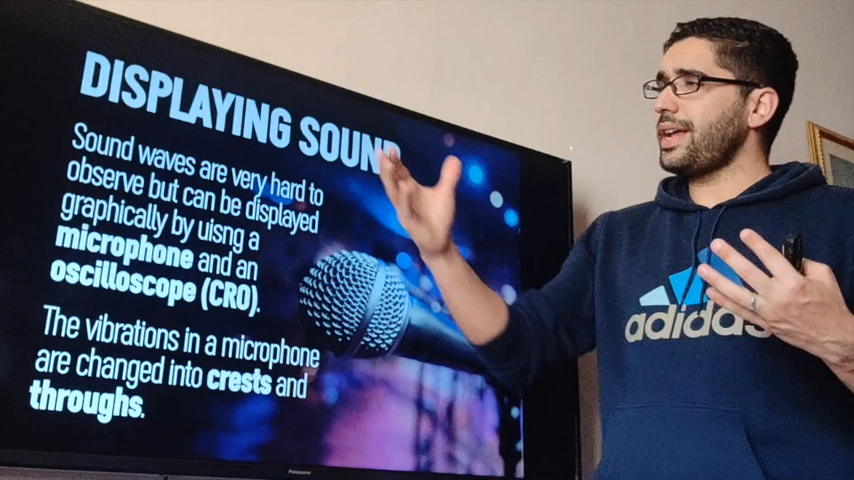 DISPLAYING SOUND
Sound waves are very hard to
observe but can be displayed
graphically by uisng a
microphone and an
oscilloscope (CRO).
The vibrations in a microphone
are changed into crests and
throughs.
adidas
Panasonic